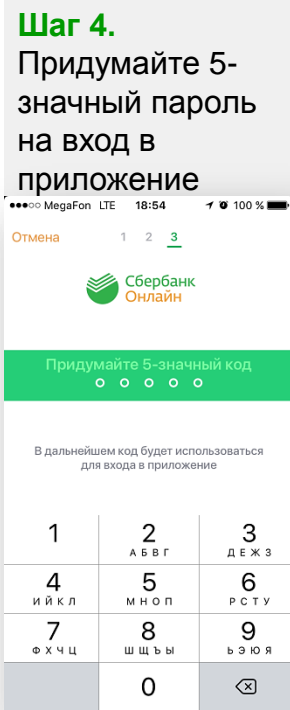 Шаг 4.
Придумайте 5-
значный пароль
на вход в
приложение
MegaFon LTE 18:54 100 %
Отмена 1 2 3
Сбербанк
Онлайн
Придумайте 5-значный код
В дальнейшем код будет использоваться
для входа в приложение
1 2 3
АБВГ ДЕЖЗ
4 5 6
ИЙКЛ МНОП РСТУ
7 8 9
ФХЧЦ ШЩЪЫ ЬЭЮЯ
0